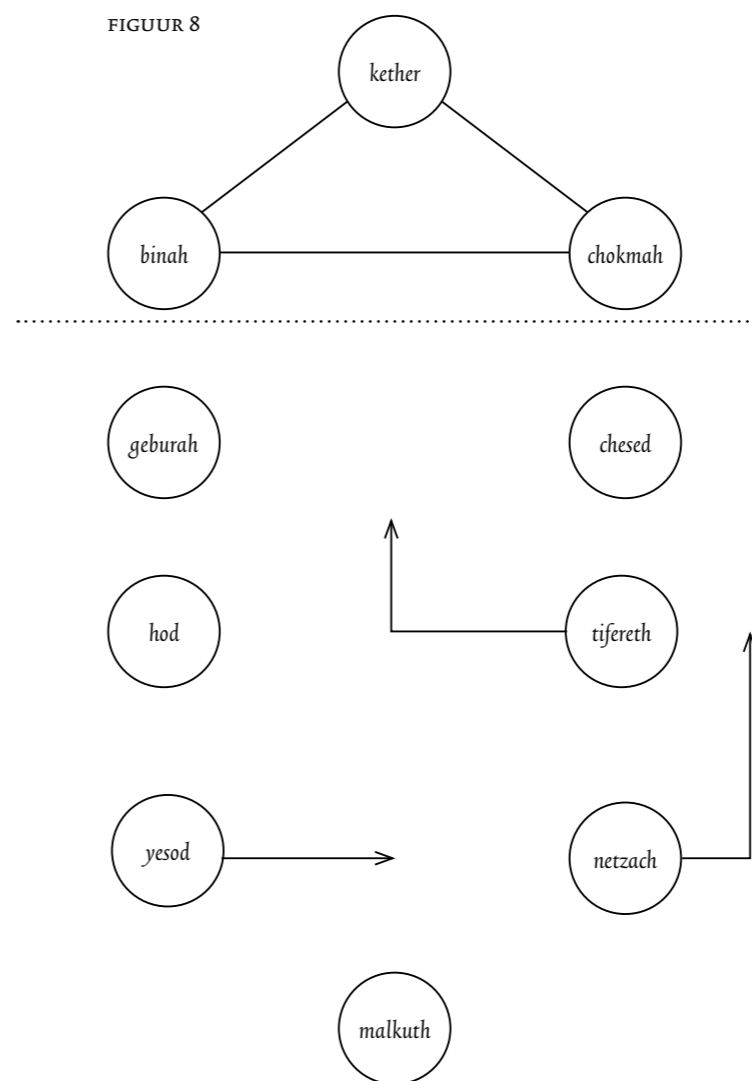 FIGUUR 8
kether
binah
chokmah
geburah
chesed
hod
tifereth
yesod
netzach
malkuth